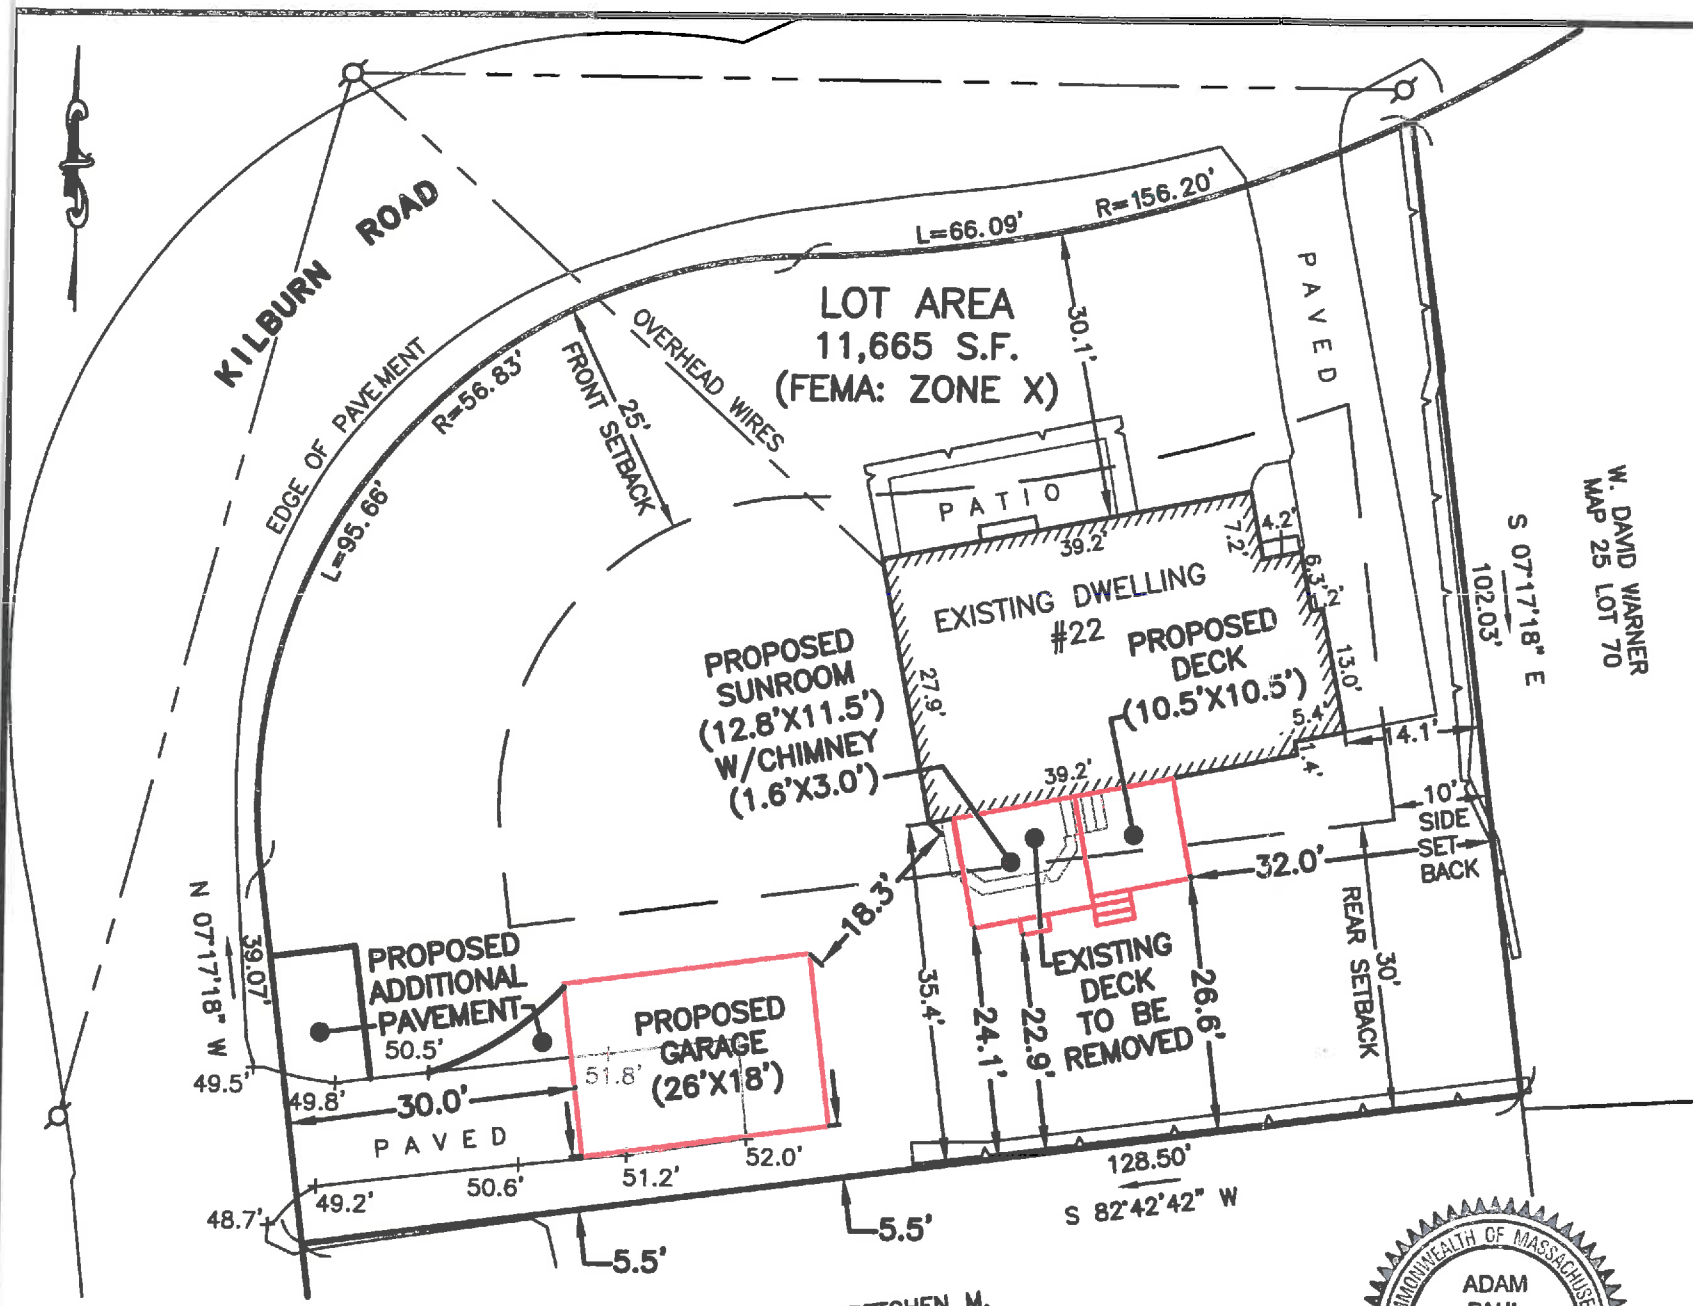 KILBURN ROAD
EDGE OF PAVEMENT
R=56.83'
L=95.66'
L=66.09'
R=156.20'
LOT AREA
11,665 S.F.
(FEMA: ZONE X)
OVERHEAD WIRES
25'
FRONT SETBACK
30.1'
PAVED
PATIO
39.2'
7.2'
4.2'
6.3'
1.2'
13.0'
EXISTING DWELLING
#22
27.9'
PROPOSED
SUNROOM
(12.8'X11.5')
W/CHIMNEY
(1.6'X3.0')
PROPOSED
DECK
(10.5'X10.5')
5.4'
1.4'
39.2'
14.1'
10'
SIDE
SET
BACK
32.0'
W. DAVID WARNER
MAP 25 LOT 70
S 07°17'18" E
102.03'
18.3'
35.4'
24.1'
22.9'
26.6'
EXISTING
DECK
TO BE
REMOVED
30'
REAR SETBACK
N 07°17'18" W
39.07'
PROPOSED
ADDITIONAL
PAVEMENT
50.5'
49.5'
49.8'
30.0'
PROPOSED
GARAGE
(26'X18')
51.8'
PAVED
49.2'
48.7'
50.6'
51.2'
52.0'
5.5'
5.5'
128.50'
S 82°42'42" W
ADAM